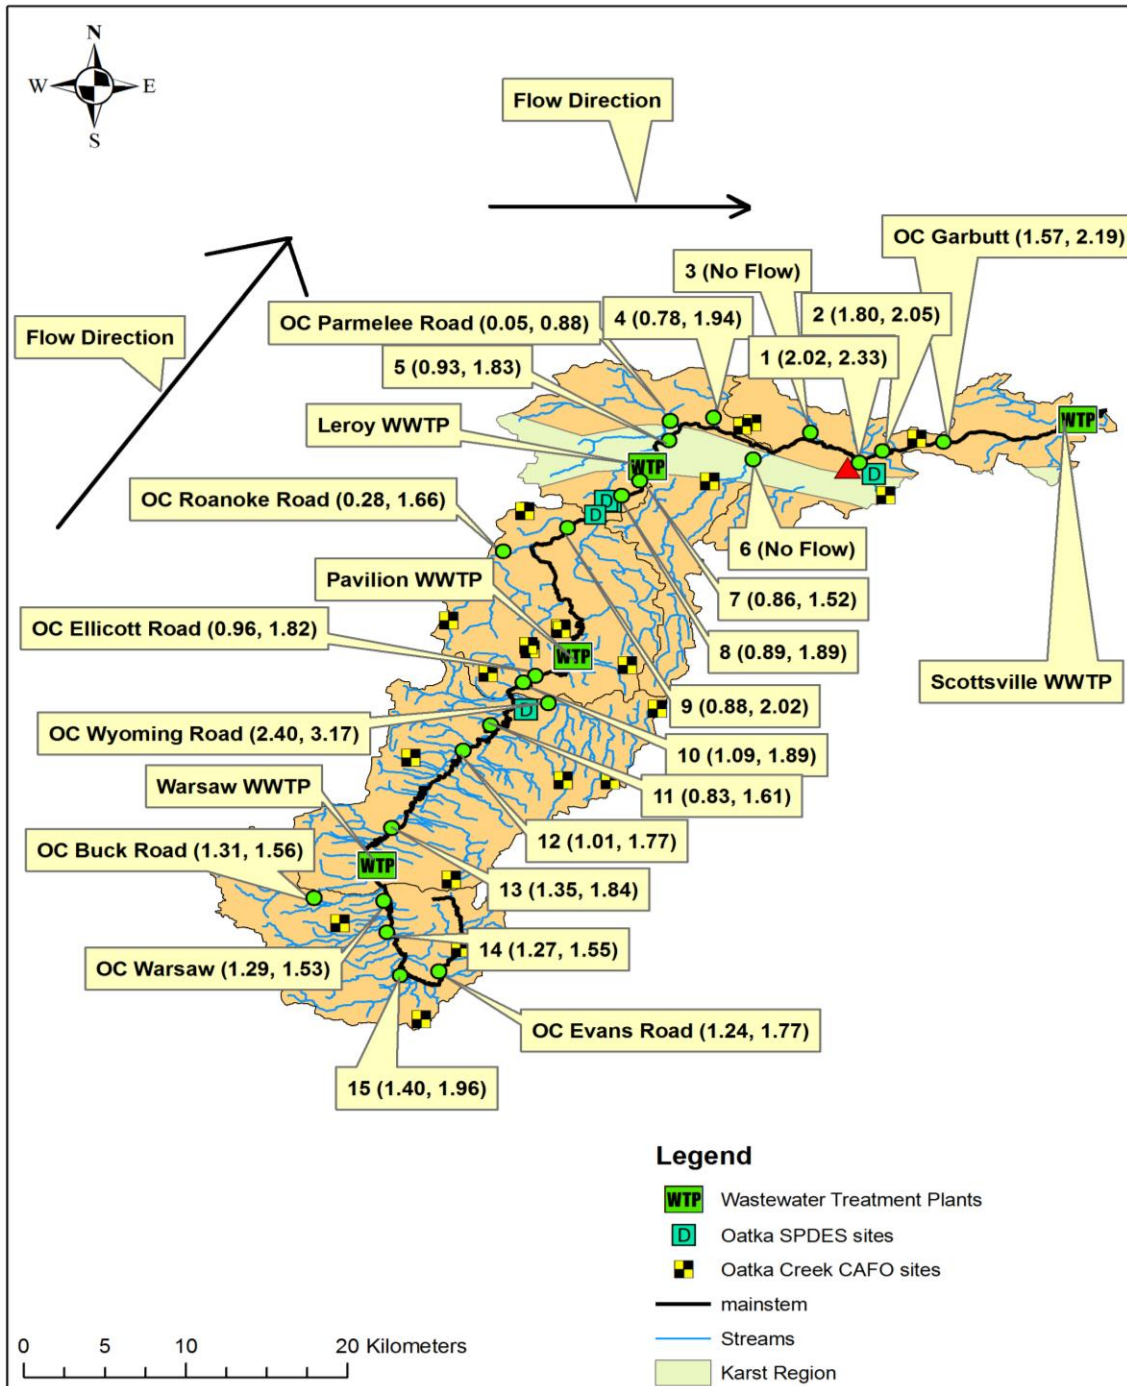 N
W E
S
Flow Direction
OC Garbutt (1.57, 2.19)
3 (No Flow)
OC Parmelee Road (0.05, 0.88)
4 (0.78, 1.94)
2 (1.80, 2.05)
Flow Direction
5 (0.93, 1.83)
1 (2.02, 2.33)
Leroy WWTP
WTP
WTP
D
OC Roanoke Road (0.28, 1.66)
D
D
6 (No Flow)
Pavilion WWTP
7 (0.86, 1.52)
OC Ellicott Road (0.96, 1.82)
WTP
8 (0.89, 1.89)
Scottsville WWTP
9 (0.88, 2.02)
D
OC Wyoming Road (2.40, 3.17)
10 (1.09, 1.89)
Warsaw WWTP
11 (0.83, 1.61)
12 (1.01, 1.77)
OC Buck Road (1.31, 1.56)
WTP
13 (1.35, 1.84)
14 (1.27, 1.55)
OC Warsaw (1.29, 1.53)
OC Evans Road (1.24, 1.77)
15 (1.40, 1.96)
Legend
WTP Wastewater Treatment Plants
D Oatka SPDES sites
Oatka Creek CAFO sites
mainstem
Streams
Karst Region
0 5 10 20 Kilometers